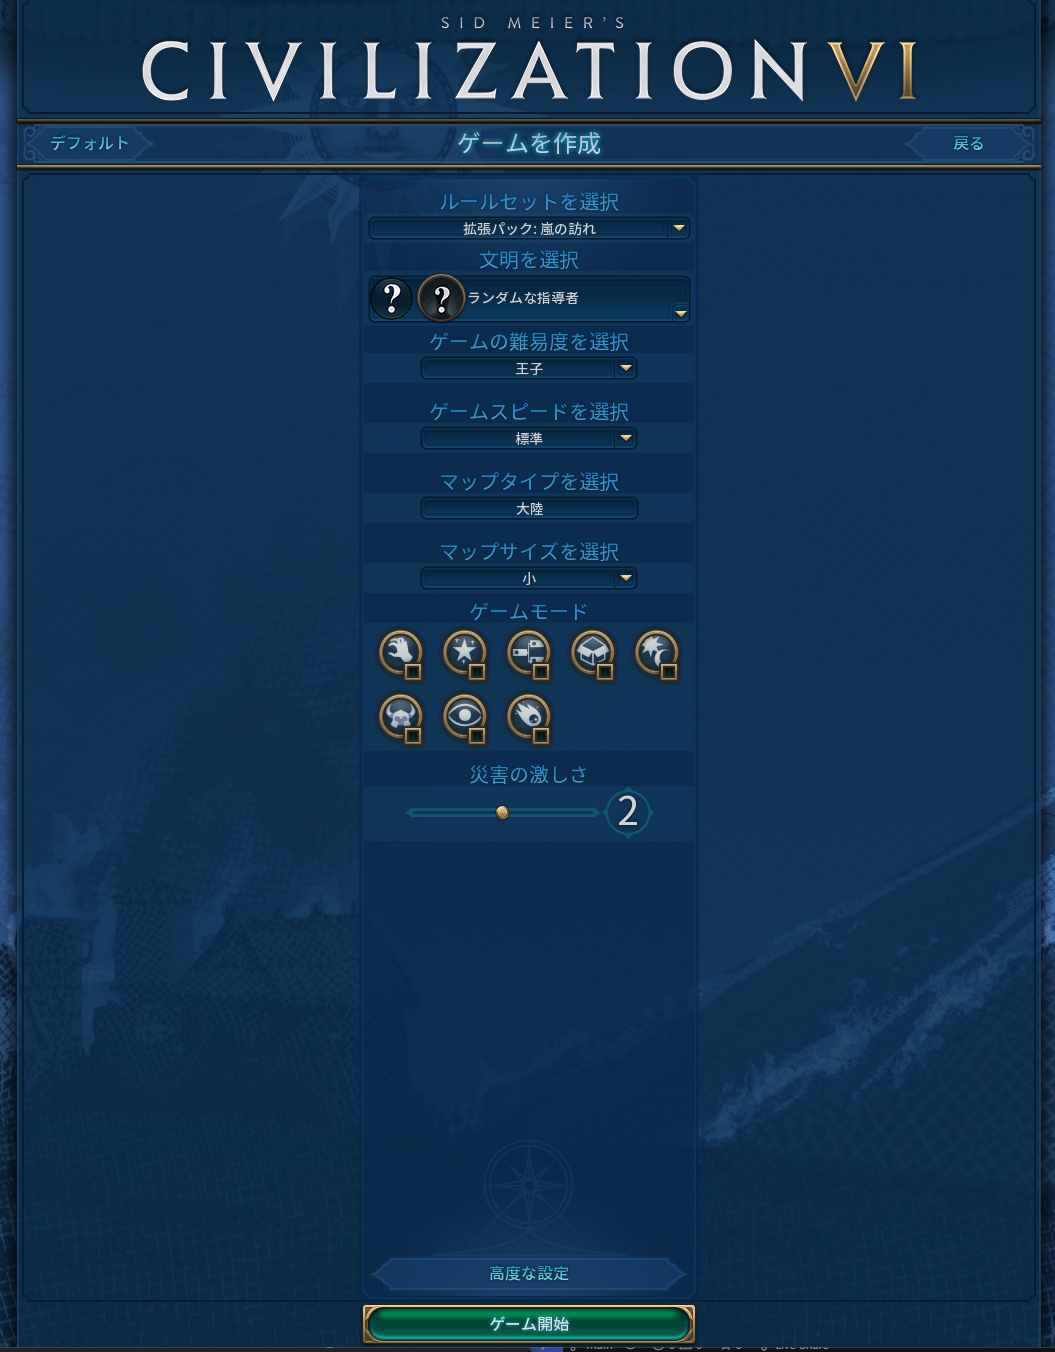 SID MEIER'S
CIVILIZATION VI
デフォルト
ゲームを作成
戻る
ルールセットを選択
拡張パック: 嵐の訪れ
文明を選択
? ? ランダムな指導者
ゲームの難易度を選択
王子
ゲームスピードを選択
標準
マップタイプを選択
大陸
マップサイズを選択
小
ゲームモード
災害の激しさ
2
高度な設定
ゲーム開始